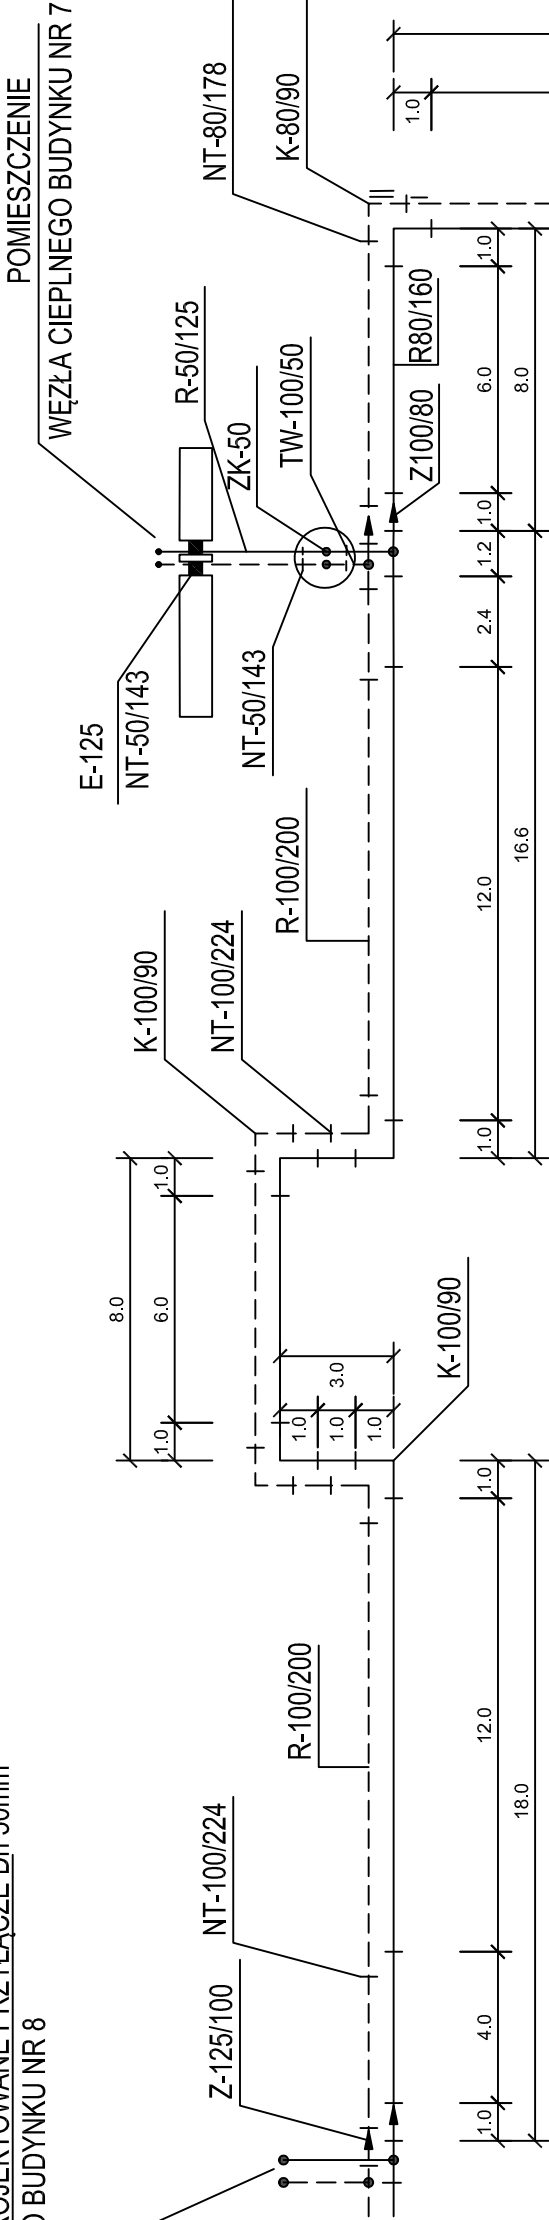 POMIESZCZENIE
WĘZŁA CIEPLNEGO BUDYNKU NR 7
NT-80/178
K-80/90
1.0
R-50/125
ZK-50
TW-100/50
R80/160
Z100/80
1.0
6.0
8.0
1.0
1.2
2.4
E-125
NT-50/143
NT-50/143
R-100/200
12.0
16.6
K-100/90
NT-100/224
1.0
8.0
1.0
6.0
1.0
3.0
1.0
1.0
1.0
K-100/90
1.0
R-100/200
12.0
18.0
NT-100/224
Z-125/100
4.0
1.0
BUDYNKU NR 8